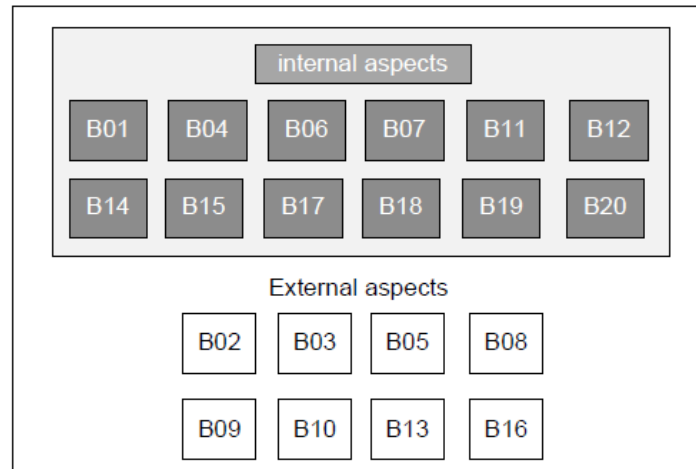 internal aspects
B01 B04 B06 B07 B11 B12
B14 B15 B17 B18 B19 B20
External aspects
B02 B03 B05 B08
B09 B10 B13 B16